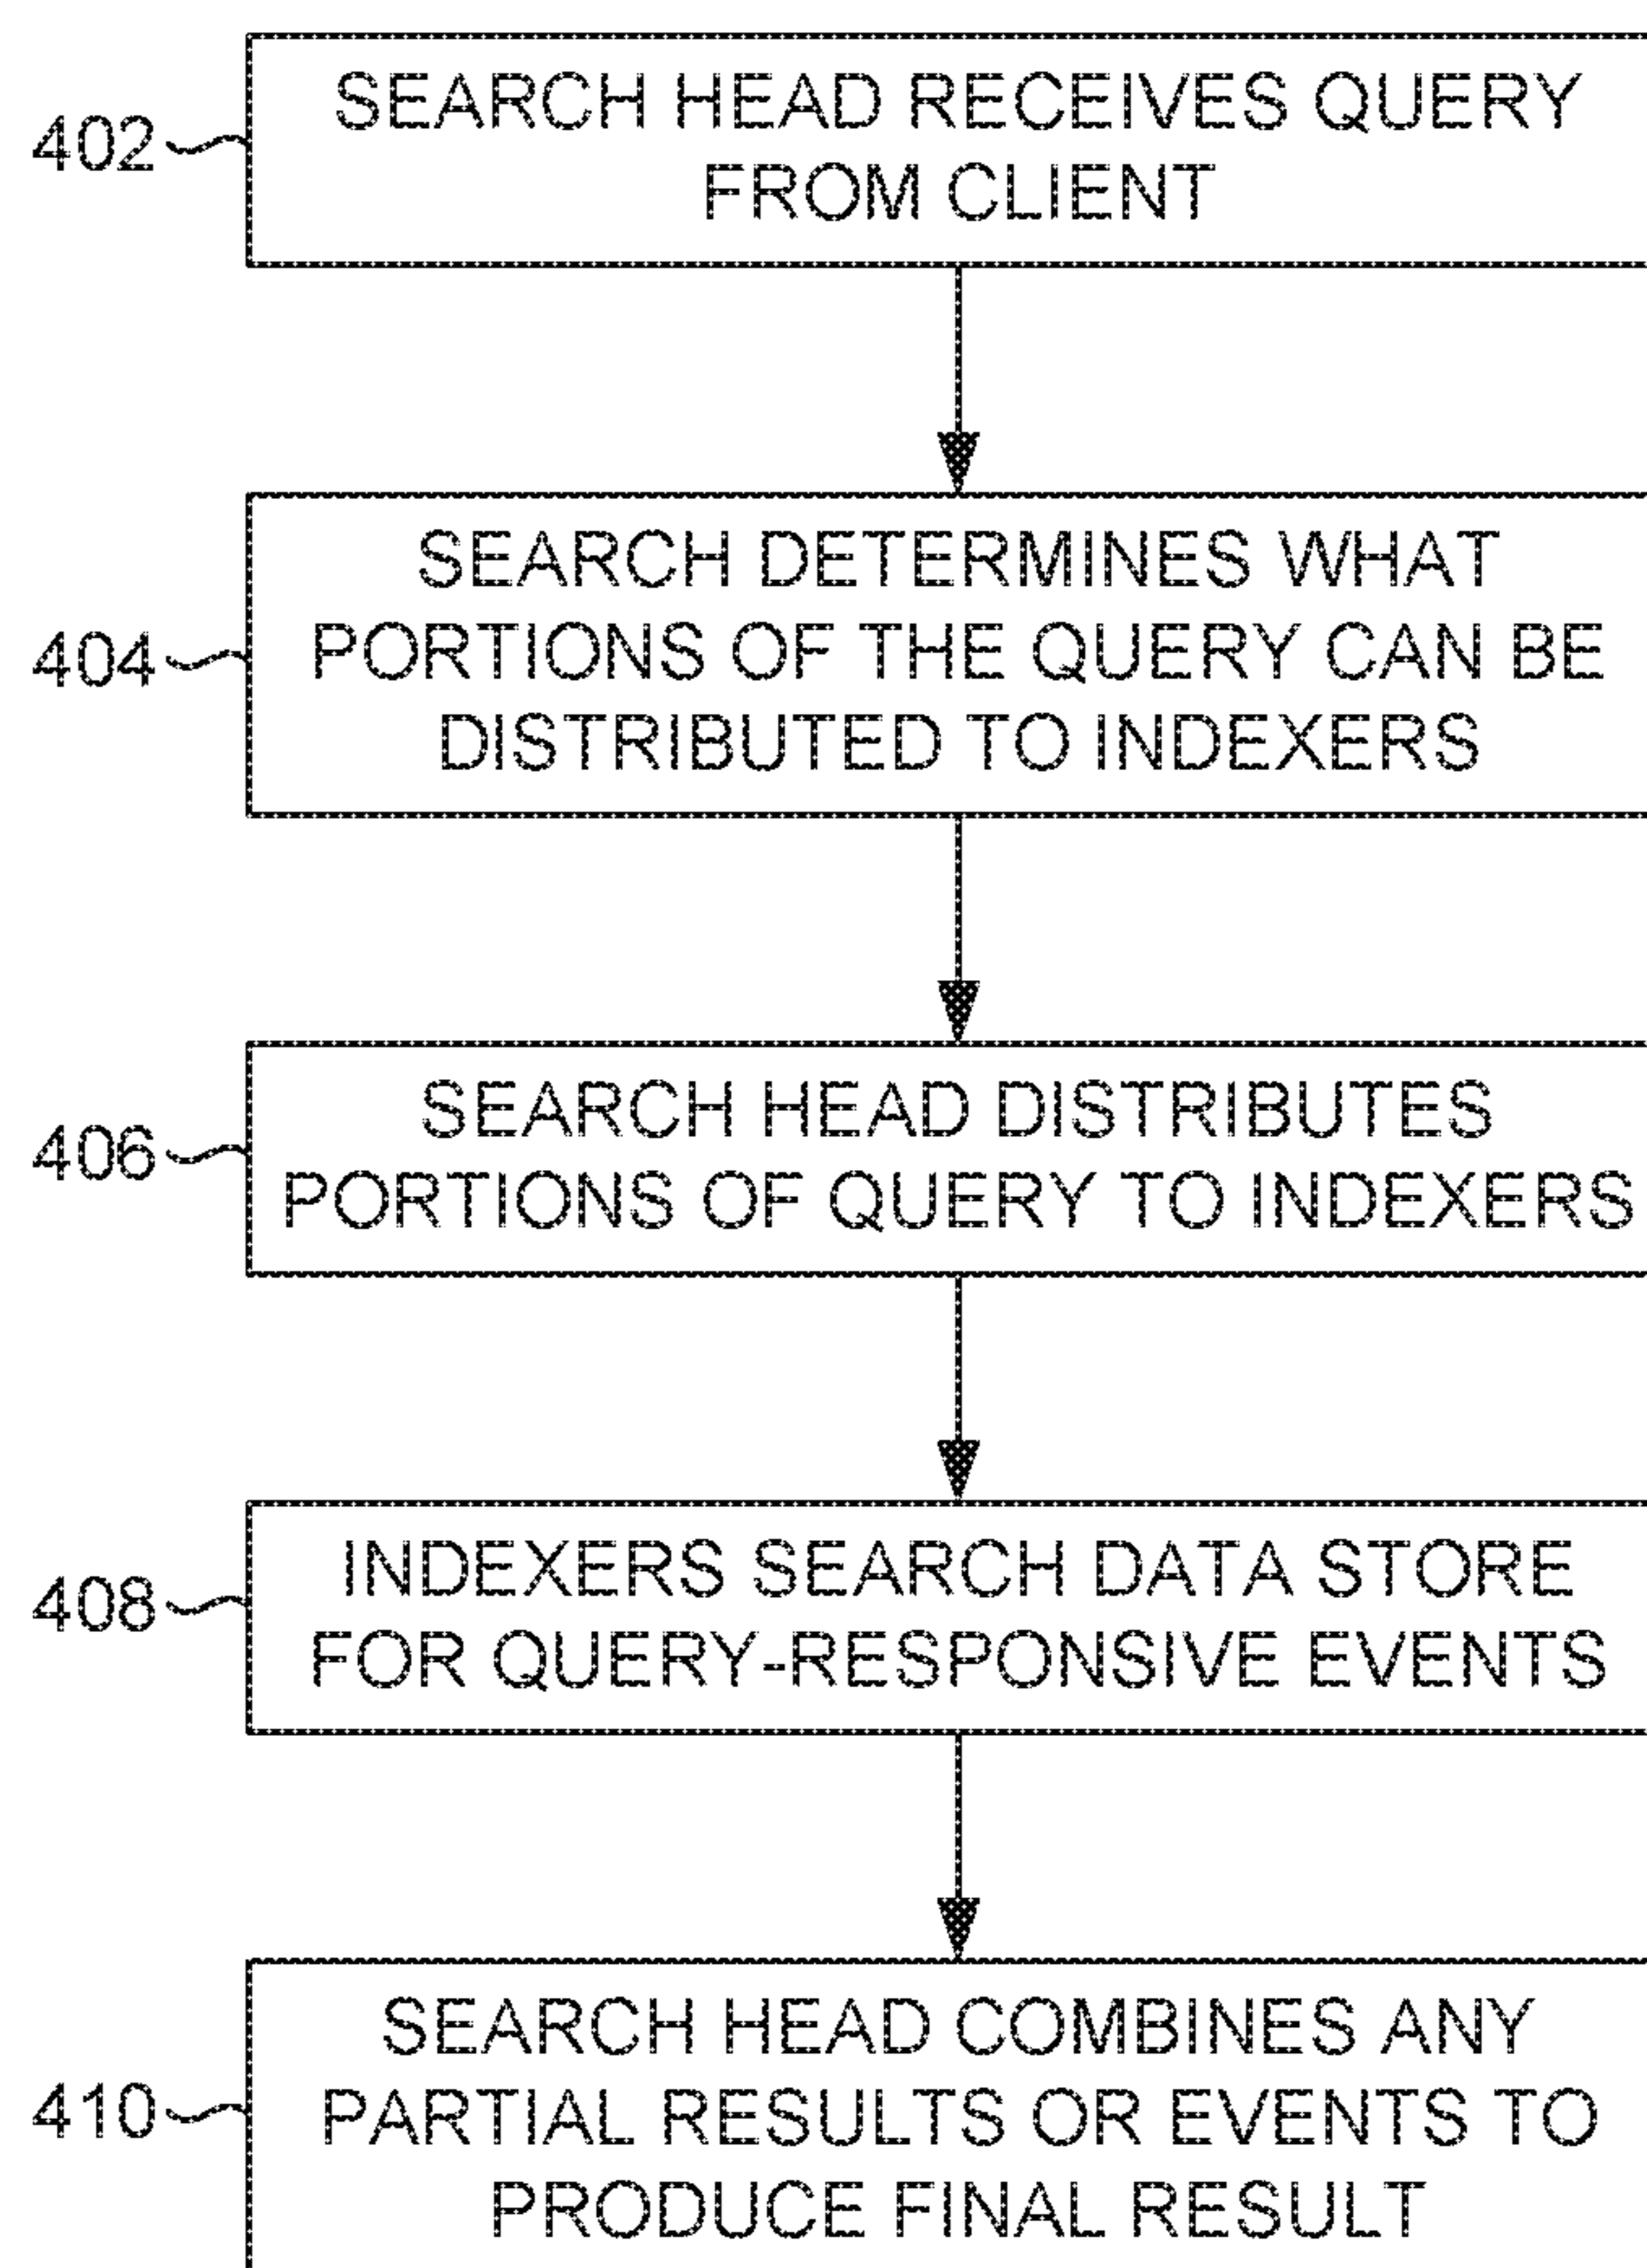 402
SEARCH HEAD RECEIVES QUERY
FROM CLIENT
404
SEARCH DETERMINES WHAT
PORTIONS OF THE QUERY CAN BE
DISTRIBUTED TO INDEXERS
406
SEARCH HEAD DISTRIBUTES
PORTIONS OF QUERY TO INDEXERS
408
INDEXERS SEARCH DATA STORE
FOR QUERY-RESPONSIVE EVENTS
410
SEARCH HEAD COMBINES ANY
PARTIAL RESULTS OR EVENTS TO
PRODUCE FINAL RESULT